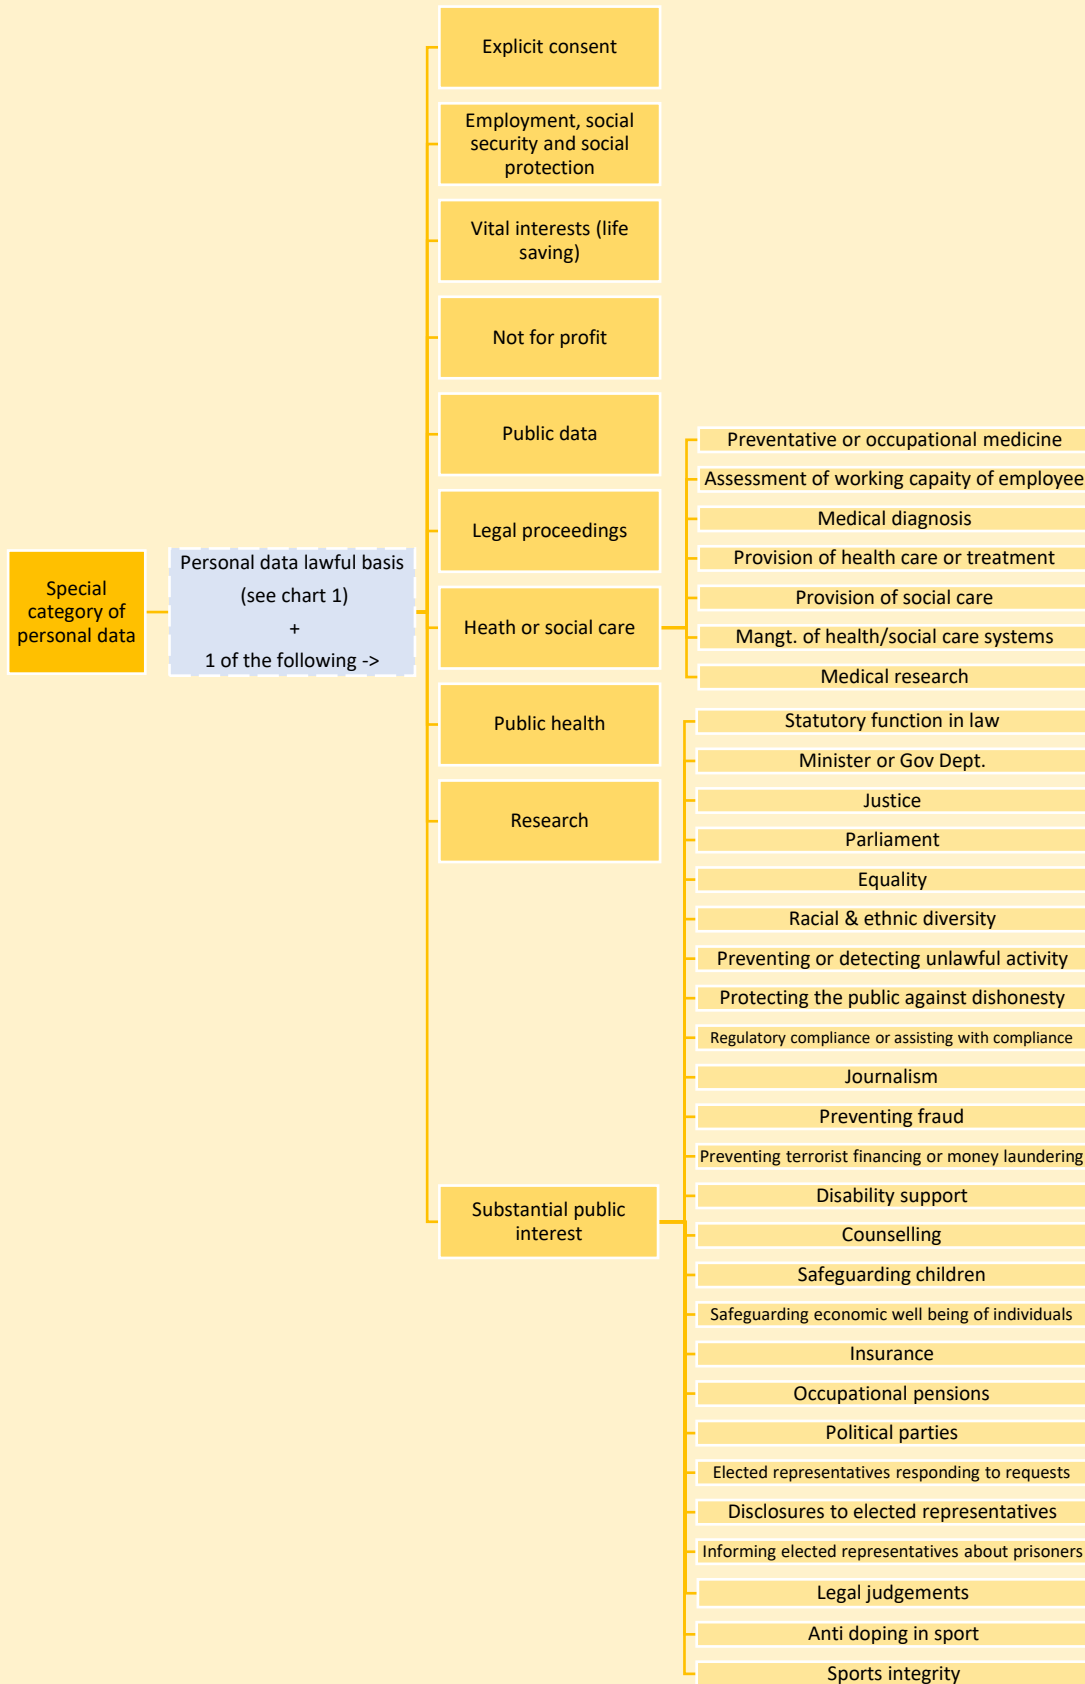 Special
category of
personal data
Personal data lawful basis
(see chart 1)
+
1 of the following ->
Explicit consent
Employment, social
security and social
protection
Vital interests (life
saving)
Not for profit
Public data
Legal proceedings
Heath or social care
Preventative or occupational medicine
Assessment of working capaity of employee
Medical diagnosis
Provision of health care or treatment
Provision of social care
Mangt. of health/social care systems
Medical research
Public health
Research
Substantial public
interest
Statutory function in law
Minister or Gov Dept.
Justice
Parliament
Equality
Racial & ethnic diversity
Preventing or detecting unlawful activity
Protecting the public against dishonesty
Regulatory compliance or assisting with compliance
Journalism
Preventing fraud
Preventing terrorist financing or money laundering
Disability support
Counselling
Safeguarding children
Safeguarding economic well being of individuals
Insurance
Occupational pensions
Political parties
Elected representatives responding to requests
Disclosures to elected representatives
Informing elected representatives about prisoners
Legal judgements
Anti doping in sport
Sports integrity